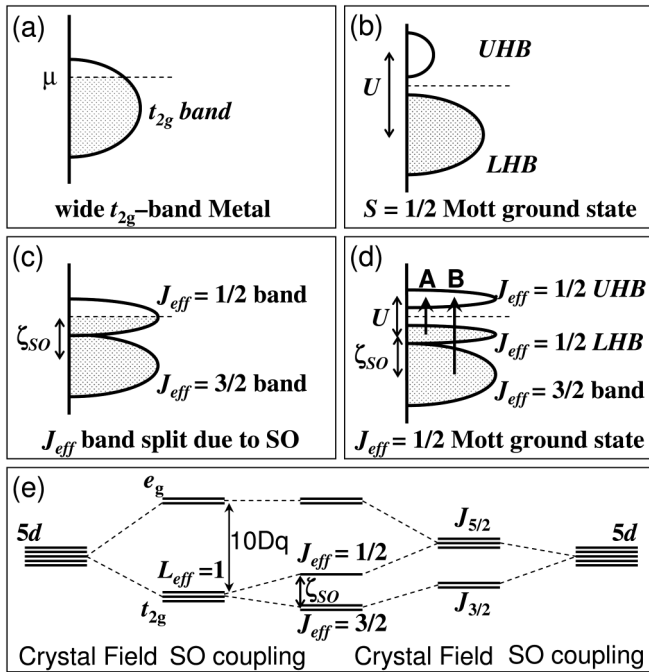 (a)
μ
t2g band
wide t2g–band Metal
(b)
UHB
U
LHB
S = 1/2 Mott ground state
(c)
Jeff = 1/2 band
ζSO
Jeff = 3/2 band
Jeff band split due to SO
(d)
A B
Jeff = 1/2 UHB
U
Jeff = 1/2 LHB
ζSO
Jeff = 3/2 band
Jeff = 1/2 Mott ground state
(e)
eg
5d
10Dq
Leff =1
t2g
Jeff = 1/2
ζSO
Jeff = 3/2
J5/2
J3/2
5d
Crystal Field SO coupling Crystal Field SO coupling